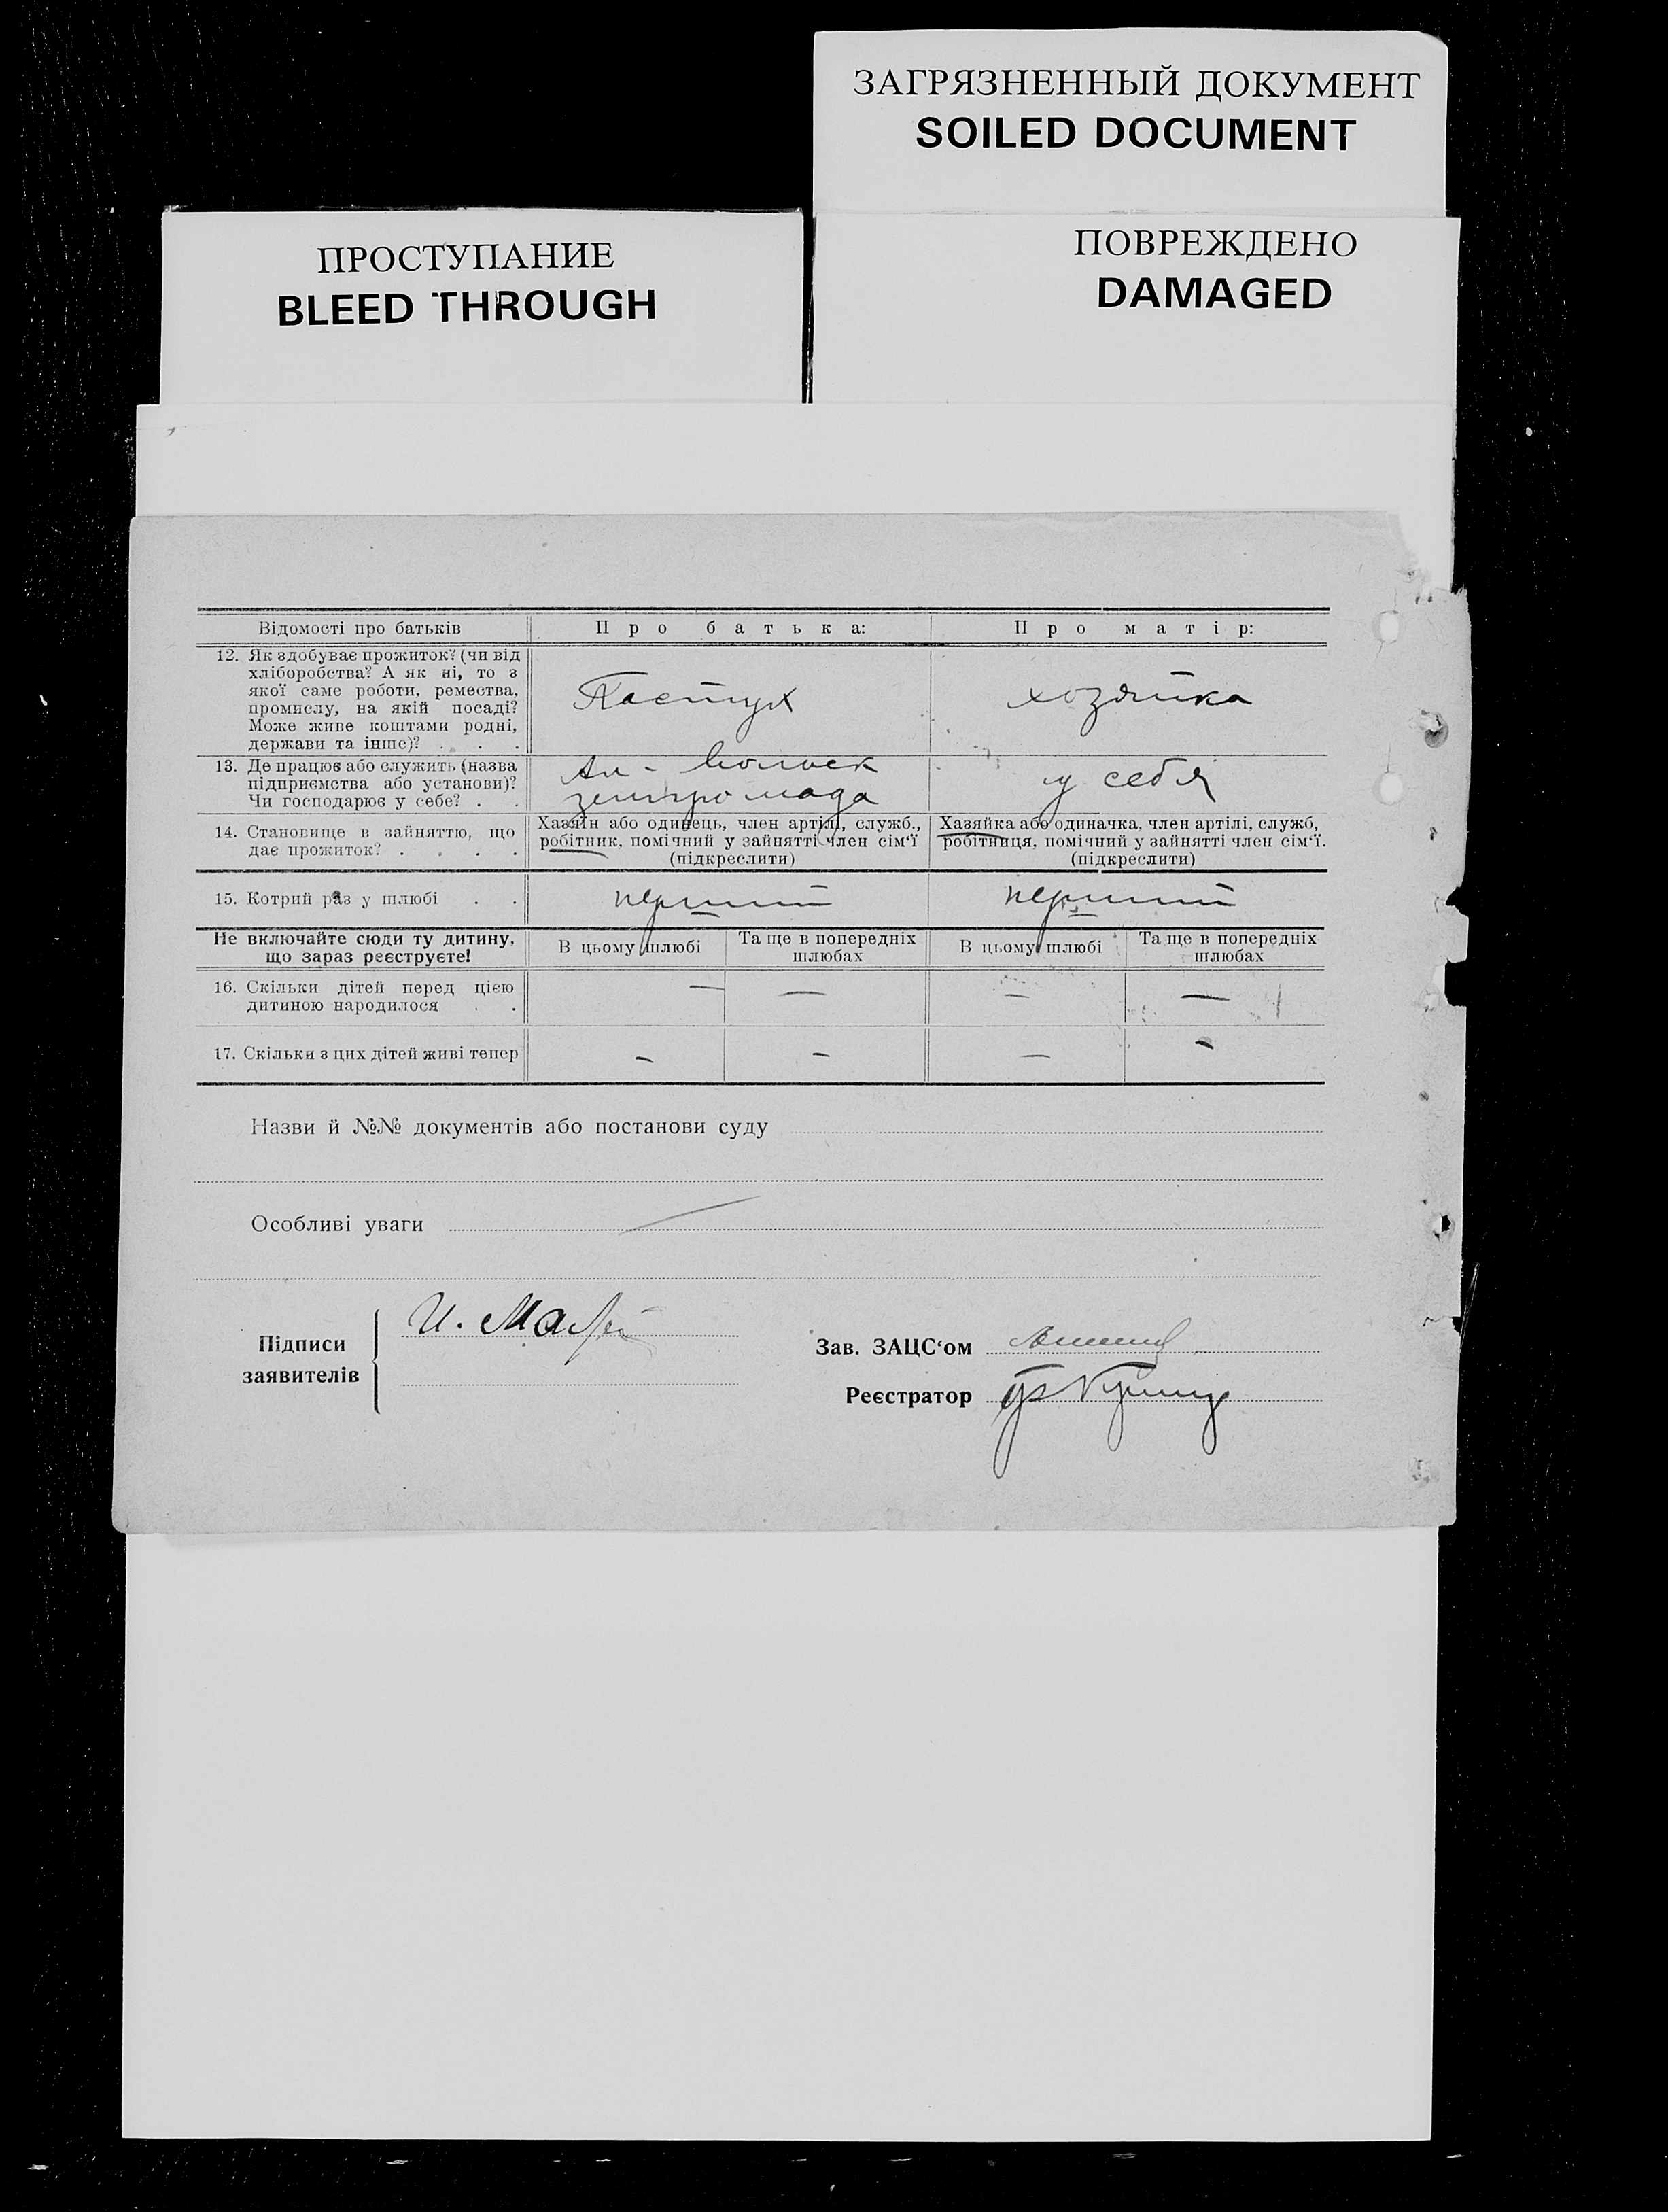 ЗАГРЯЗНЕННЫЙ ДОКУМЕНТ
SOILED DOCUMENT
ПРОСТУПАНИЕ
BLEED THROUGH
ПОВРЕЖДЕНО
DAMAGED
Відомості про батьків
Про батька:
Про матір:
12. Як здобуває прожиток? (чи від
хліборобства? А як ні, то з
якої саме роботи, ремества,
промислу, на якій посаді?
Може живе коштами родні,
держави та інше)? . . .
Пастух
хозяйка
13. Де працює або служить (назва
підприємства або установи)?
Чи господарює у себе? . .
земгромада
у себя
14. Становище в зайняттю, що
дає прожиток? . . . .
Хазяїн або одинець, член артілі, служб.,
робітник, помічний у зайнятті член сім'ї
(підкреслити)
Хазяйка або одиначка, член артілі, служб,
робітниця, помічний у зайнятті член сім'ї.
(підкреслити)
15. Котрий раз у шлюбі . .
перший
перший
Не включайте сюди ту дитину,
що зараз реєструєте!
В цьому шлюбі
Та ще в попередніх
шлюбах
В цьому шлюбі
Та ще в попередніх
шлюбах
16. Скільки дітей перед цією
дитиною народилося . .
— — — —
17. Скільки з цих дітей живі тепер
– – — –
Назви й №№ документів або постанови суду
Особливі уваги
Підписи
заявителів
И.
Зав. ЗАЦС'ом
Реєстратор